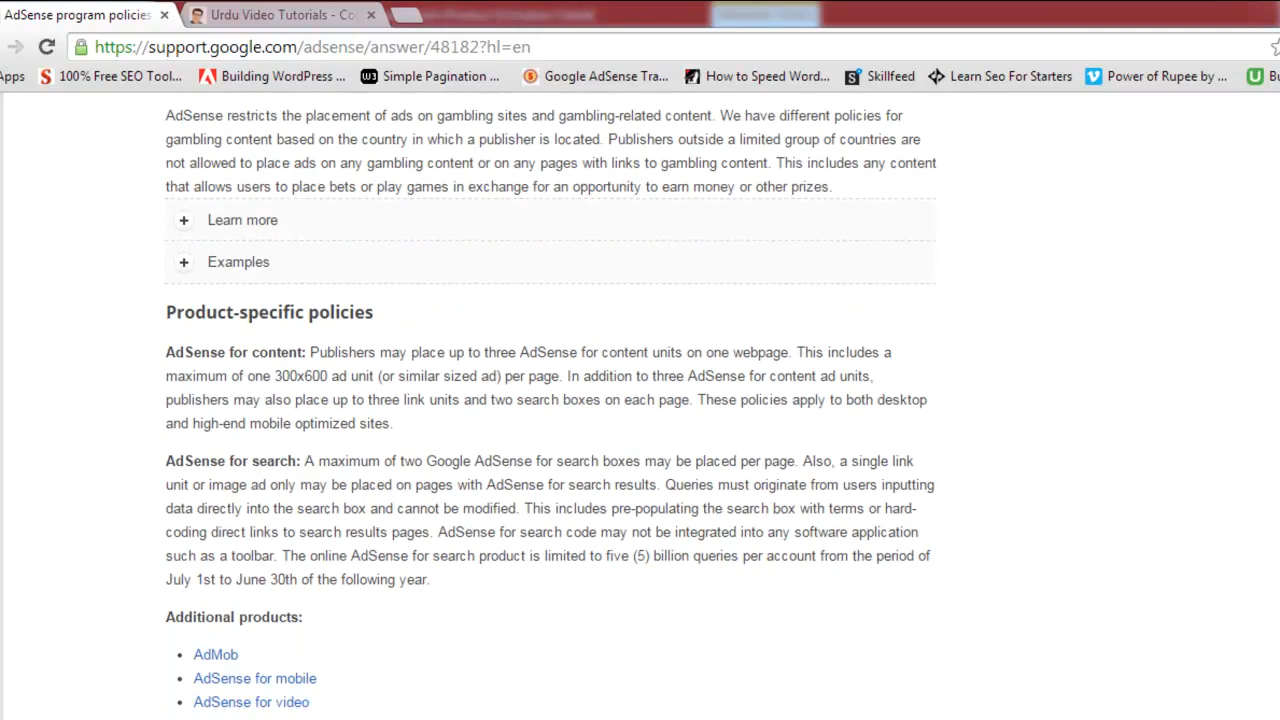 AdSense program policies
Urdu Video Tutorials - Co
https://support.google.com/adsense/answer/48182?hl=en
Apps
100% Free SEO Tool...
Building WordPress ...
Simple Pagination ...
Google AdSense Tra...
How to Speed Word...
Skillfeed
Learn Seo For Starters
Power of Rupee by ...
AdSense restricts the placement of ads on gambling sites and gambling-related content. We have different policies for
gambling content based on the country in which a publisher is located. Publishers outside a limited group of countries are
not allowed to place ads on any gambling content or on any pages with links to gambling content. This includes any content
that allows users to place bets or play games in exchange for an opportunity to earn money or other prizes.
+ Learn more
+ Examples
Product-specific policies
AdSense for content: Publishers may place up to three AdSense for content units on one webpage. This includes a
maximum of one 300x600 ad unit (or similar sized ad) per page. In addition to three AdSense for content ad units,
publishers may also place up to three link units and two search boxes on each page. These policies apply to both desktop
and high-end mobile optimized sites.
AdSense for search: A maximum of two Google AdSense for search boxes may be placed per page. Also, a single link
unit or image ad only may be placed on pages with AdSense for search results. Queries must originate from users inputting
data directly into the search box and cannot be modified. This includes pre-populating the search box with terms or hard-
coding direct links to search results pages. AdSense for search code may not be integrated into any software application
such as a toolbar. The online AdSense for search product is limited to five (5) billion queries per account from the period of
July 1st to June 30th of the following year.
Additional products:
• AdMob
• AdSense for mobile
• AdSense for video